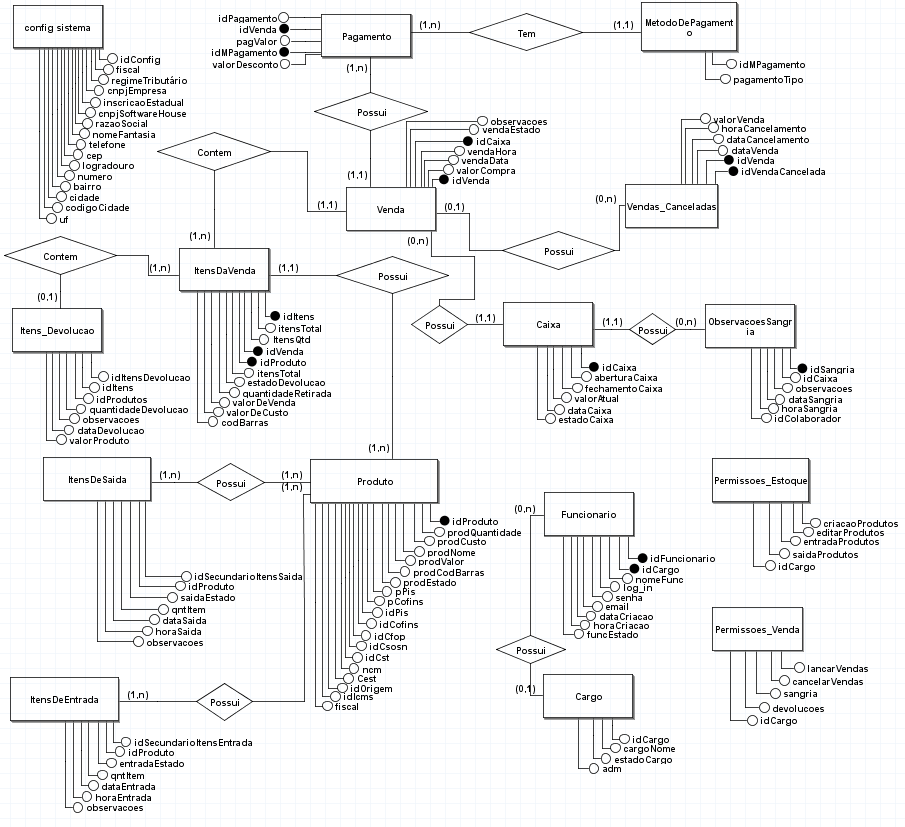 config sistema
idConfig
fiscal
regimeTributário
cnpjEmpresa
inscricaoEstadual
cnpjSoftwareHouse
razaoSocial
nomeFantasia
telefone
cep
logradouro
numero
bairro
cidade
codigoCidade
uf
idPagamento
idVenda
pagValor
idMPagamento
valorDesconto
Pagamento
(1,n)
Tem
(1,1)
MetodoDePagament
o
idMPagamento
pagamentoTipo
(1,n)
Possui
(1,1)
Contem
(1,1)
(1,n)
Venda
observacoes
vendaEstado
idCaixa
vendaHora
vendaData
valorCompra
idVenda
(0,1)
(0,n)
Possui
(0,n)
Vendas_Canceladas
valorVenda
horaCancelamento
dataCancelamento
dataVenda
idVenda
idVendaCancelada
Contem
(1,n)
(0,1)
ItensDaVenda
(1,1)
Possui
(1,n)
idItens
itensTotal
ItensQtd
idVenda
idProduto
itensTotal
estadoDevolucao
quantidadeRetirada
valorDeVenda
valorDeCusto
codBarras
Itens_Devolucao
idItensDevolucao
idItens
idProdutos
quantidadeDevolucao
observacoes
dataDevolucao
valorProduto
Possui
(1,1)
Caixa
(1,1)
Possui
(0,n)
ObservacoesSangr
ia
idCaixa
aberturaCaixa
fechamentoCaixa
valorAtual
dataCaixa
estadoCaixa
idSangria
idCaixa
observacoes
dataSangria
horaSangria
idColaborador
ItensDeSaida
(1,n)
Possui
(1,n)
(1,n)
Produto
idSecundarioItensSaida
idProduto
saidaEstado
qntItem
dataSaida
horaSaida
observacoes
idProduto
prodQuantidade
prodCusto
prodNome
prodValor
prodCodBarras
prodEstado
pPis
pCofins
idPis
idCofins
idCfop
idCsosn
idCst
ncm
Cest
idOrigem
idIcms
fiscal
ItensDeEntrada
(1,n)
Possui
idSecundarioItensEntrada
idProduto
entradaEstado
qntItem
dataEntrada
horaEntrada
observacoes
(0,n)
Funcionario
idFuncionario
idCargo
nomeFunc
log_in
senha
email
dataCriacao
horaCriacao
funcEstado
Possui
(0,1)
Cargo
idCargo
cargoNome
estadoCargo
adm
Permissoes_Estoque
criacaoProdutos
editarProdutos
entradaProdutos
saidaProdutos
idCargo
Permissoes_Venda
lancarVendas
cancelarVendas
sangria
devolucoes
idCargo